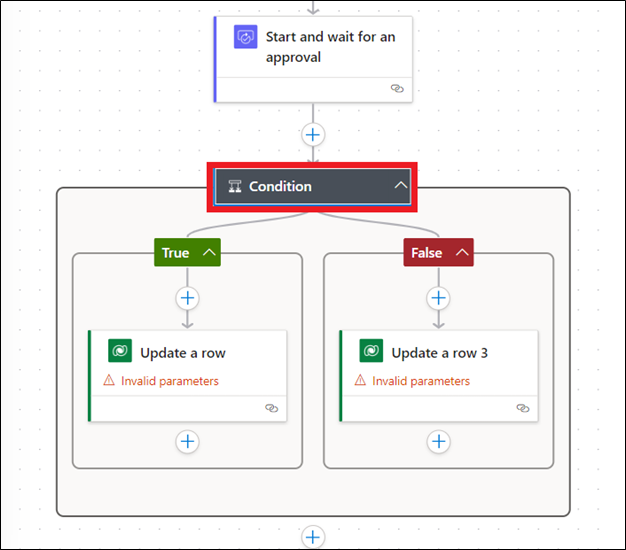 Start and wait for an
approval
Condition
True
False
Update a row
Update a row 3
Invalid parameters
Invalid parameters